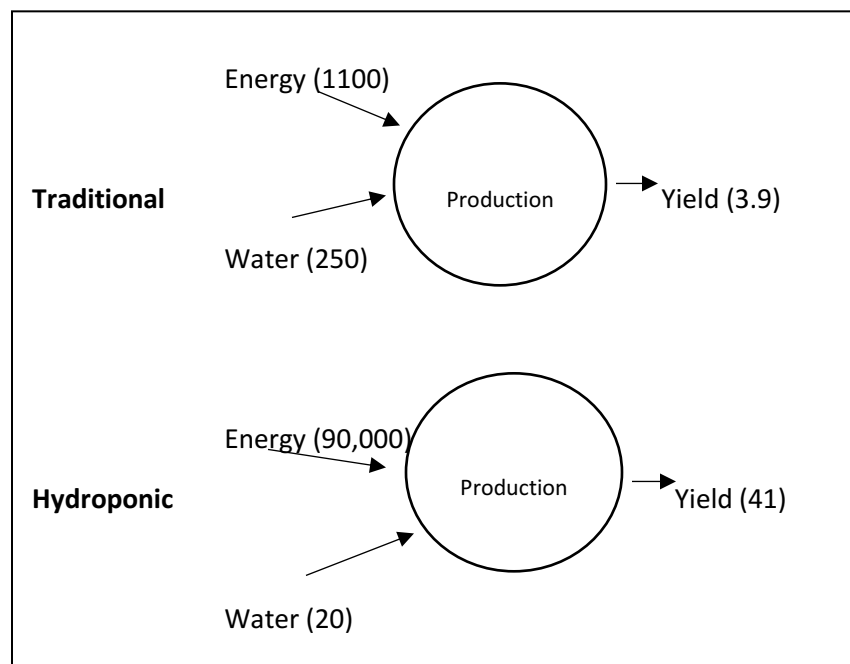 Energy (1100)
Traditional
Production
Yield (3.9)
Water (250)
Energy (90,000)
Hydroponic
Production
Yield (41)
Water (20)